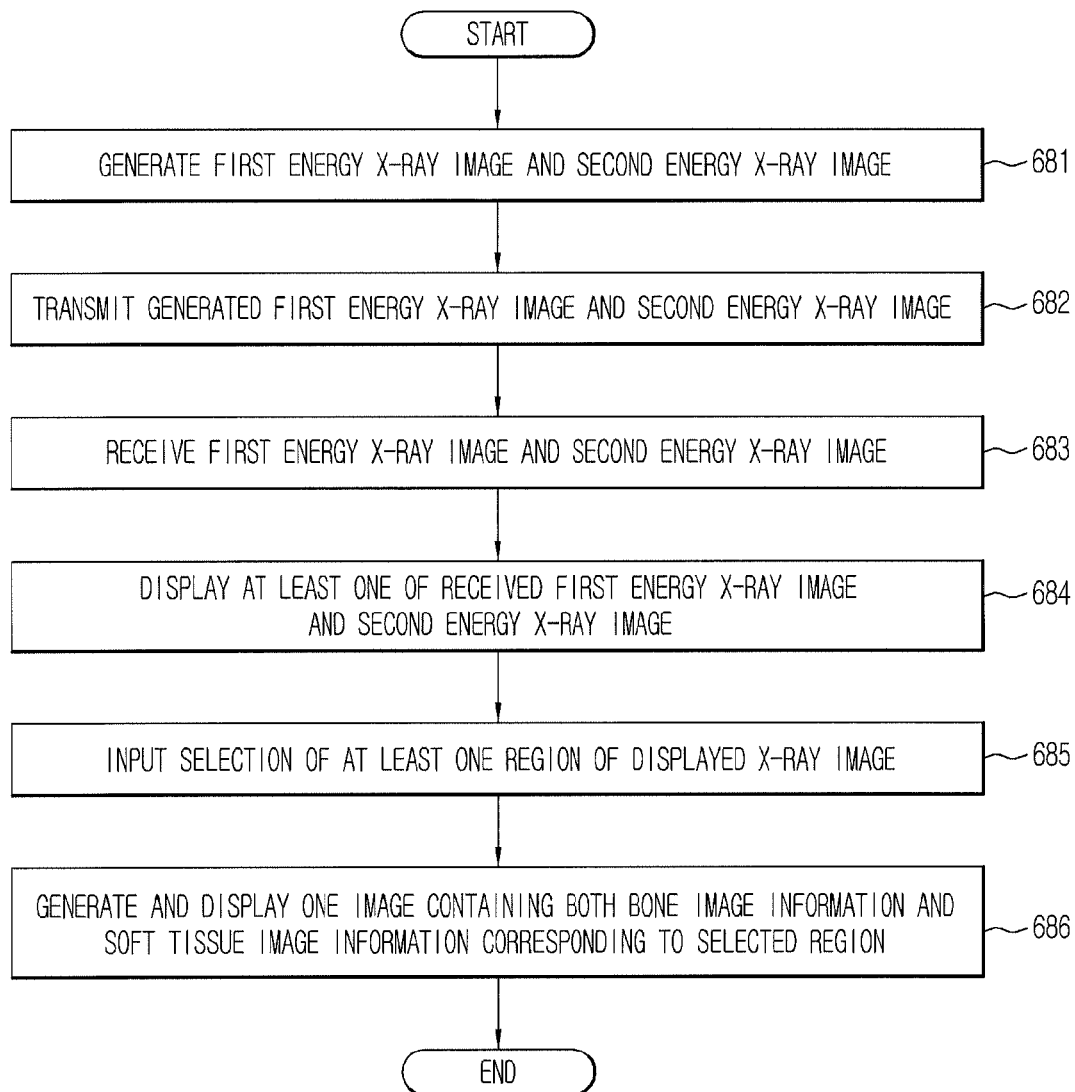 START
GENERATE FIRST ENERGY X-RAY IMAGE AND SECOND ENERGY X-RAY IMAGE
681
TRANSMIT GENERATED FIRST ENERGY X-RAY IMAGE AND SECOND ENERGY X-RAY IMAGE
682
RECEIVE FIRST ENERGY X-RAY IMAGE AND SECOND ENERGY X-RAY IMAGE
683
DISPLAY AT LEAST ONE OF RECEIVED FIRST ENERGY X-RAY IMAGE
AND SECOND ENERGY X-RAY IMAGE
684
INPUT SELECTION OF AT LEAST ONE REGION OF DISPLAYED X-RAY IMAGE
685
GENERATE AND DISPLAY ONE IMAGE CONTAINING BOTH BONE IMAGE INFORMATION AND
SOFT TISSUE IMAGE INFORMATION CORRESPONDING TO SELECTED REGION
686
END